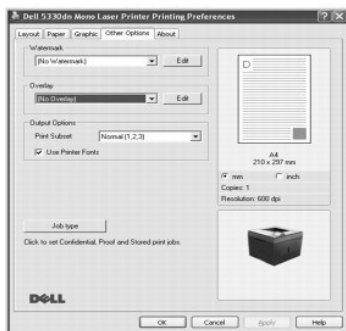 Dell 5330dn Mono Laser Printer Printing Preferences
Layout Paper Graphic Other Options About
Watermark
(No Watermark) Edit
Overlay
(No Overlay) Edit
Output Options
Print Subset Normal (1,2,3)
Use Printer Fonts
Job type
Click to set Confidential, Proof and Stored print jobs.
D
A4
210 x 297 mm
mm inch
Copies: 1
Resolution: 600 dpi
DELL
OK Cancel Apply Help